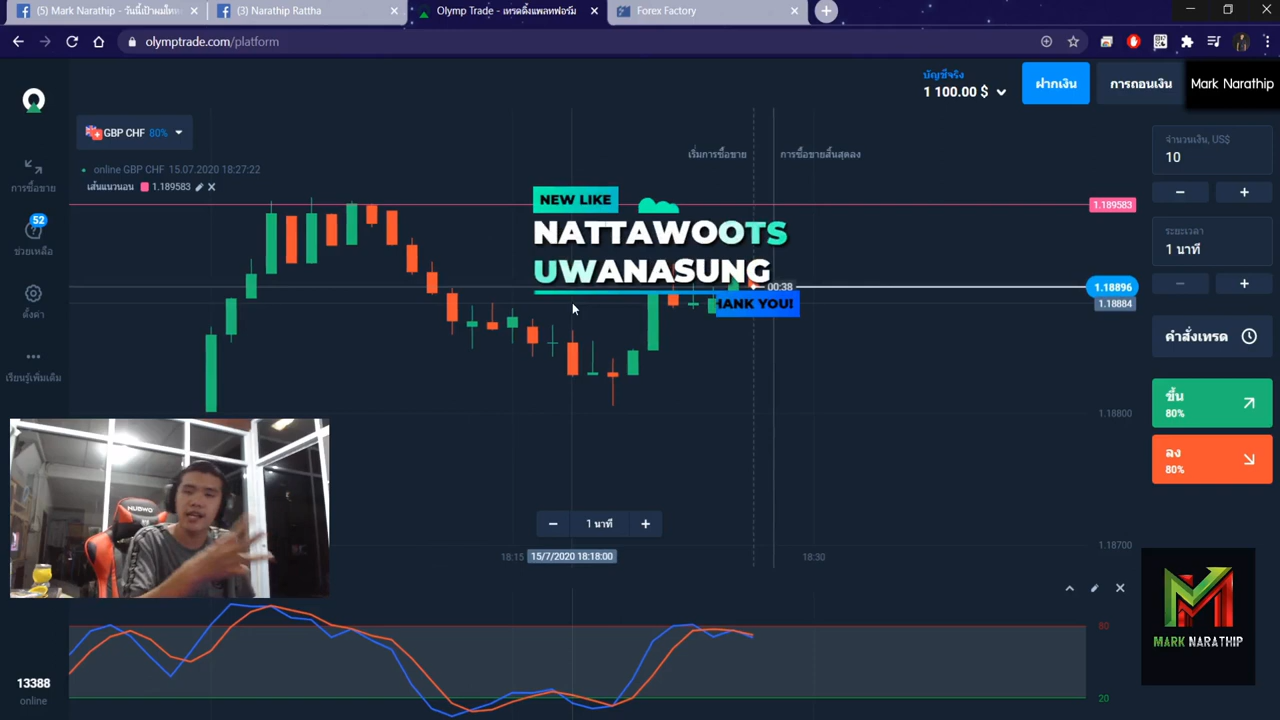 (5) Mark Narathip - วันนี้เป้าผมไห
(3) Narathip Rattha
Olymp Trade - เทรดดิ้งแพลทฟอร์ม
Forex Factory
olymptrade.com/platform
บัญชีจริง
1 100.00 $
ฝากเงิน
การถอนเงิน
Mark Narathip
GBP CHF 80%
online GBP CHF 15.07.2020 18:27:22
เส้นแนวนอน 1.189583
เริ่มการซื้อขาย
การซื้อขายสิ้นสุดลง
จำนวนเงิน, US$
10
ระยะเวลา
1 นาที
คำสั่งเทรด
ขึ้น
80%
ลง
80%
การซื้อขาย
52
ช่วยเหลือ
ตั้งค่า
เรียนรู้เพิ่มเติม
NEW LIKE
NATTAWOOTS
UWANASUNG
HANK YOU!
00:38
1.189583
1.18896
1.18884
1.18800
1.18700
1 นาที
18:15
15/7/2020 18:18:00
18:30
HUBWO
MARK NARATHIP
80
20
13388
online